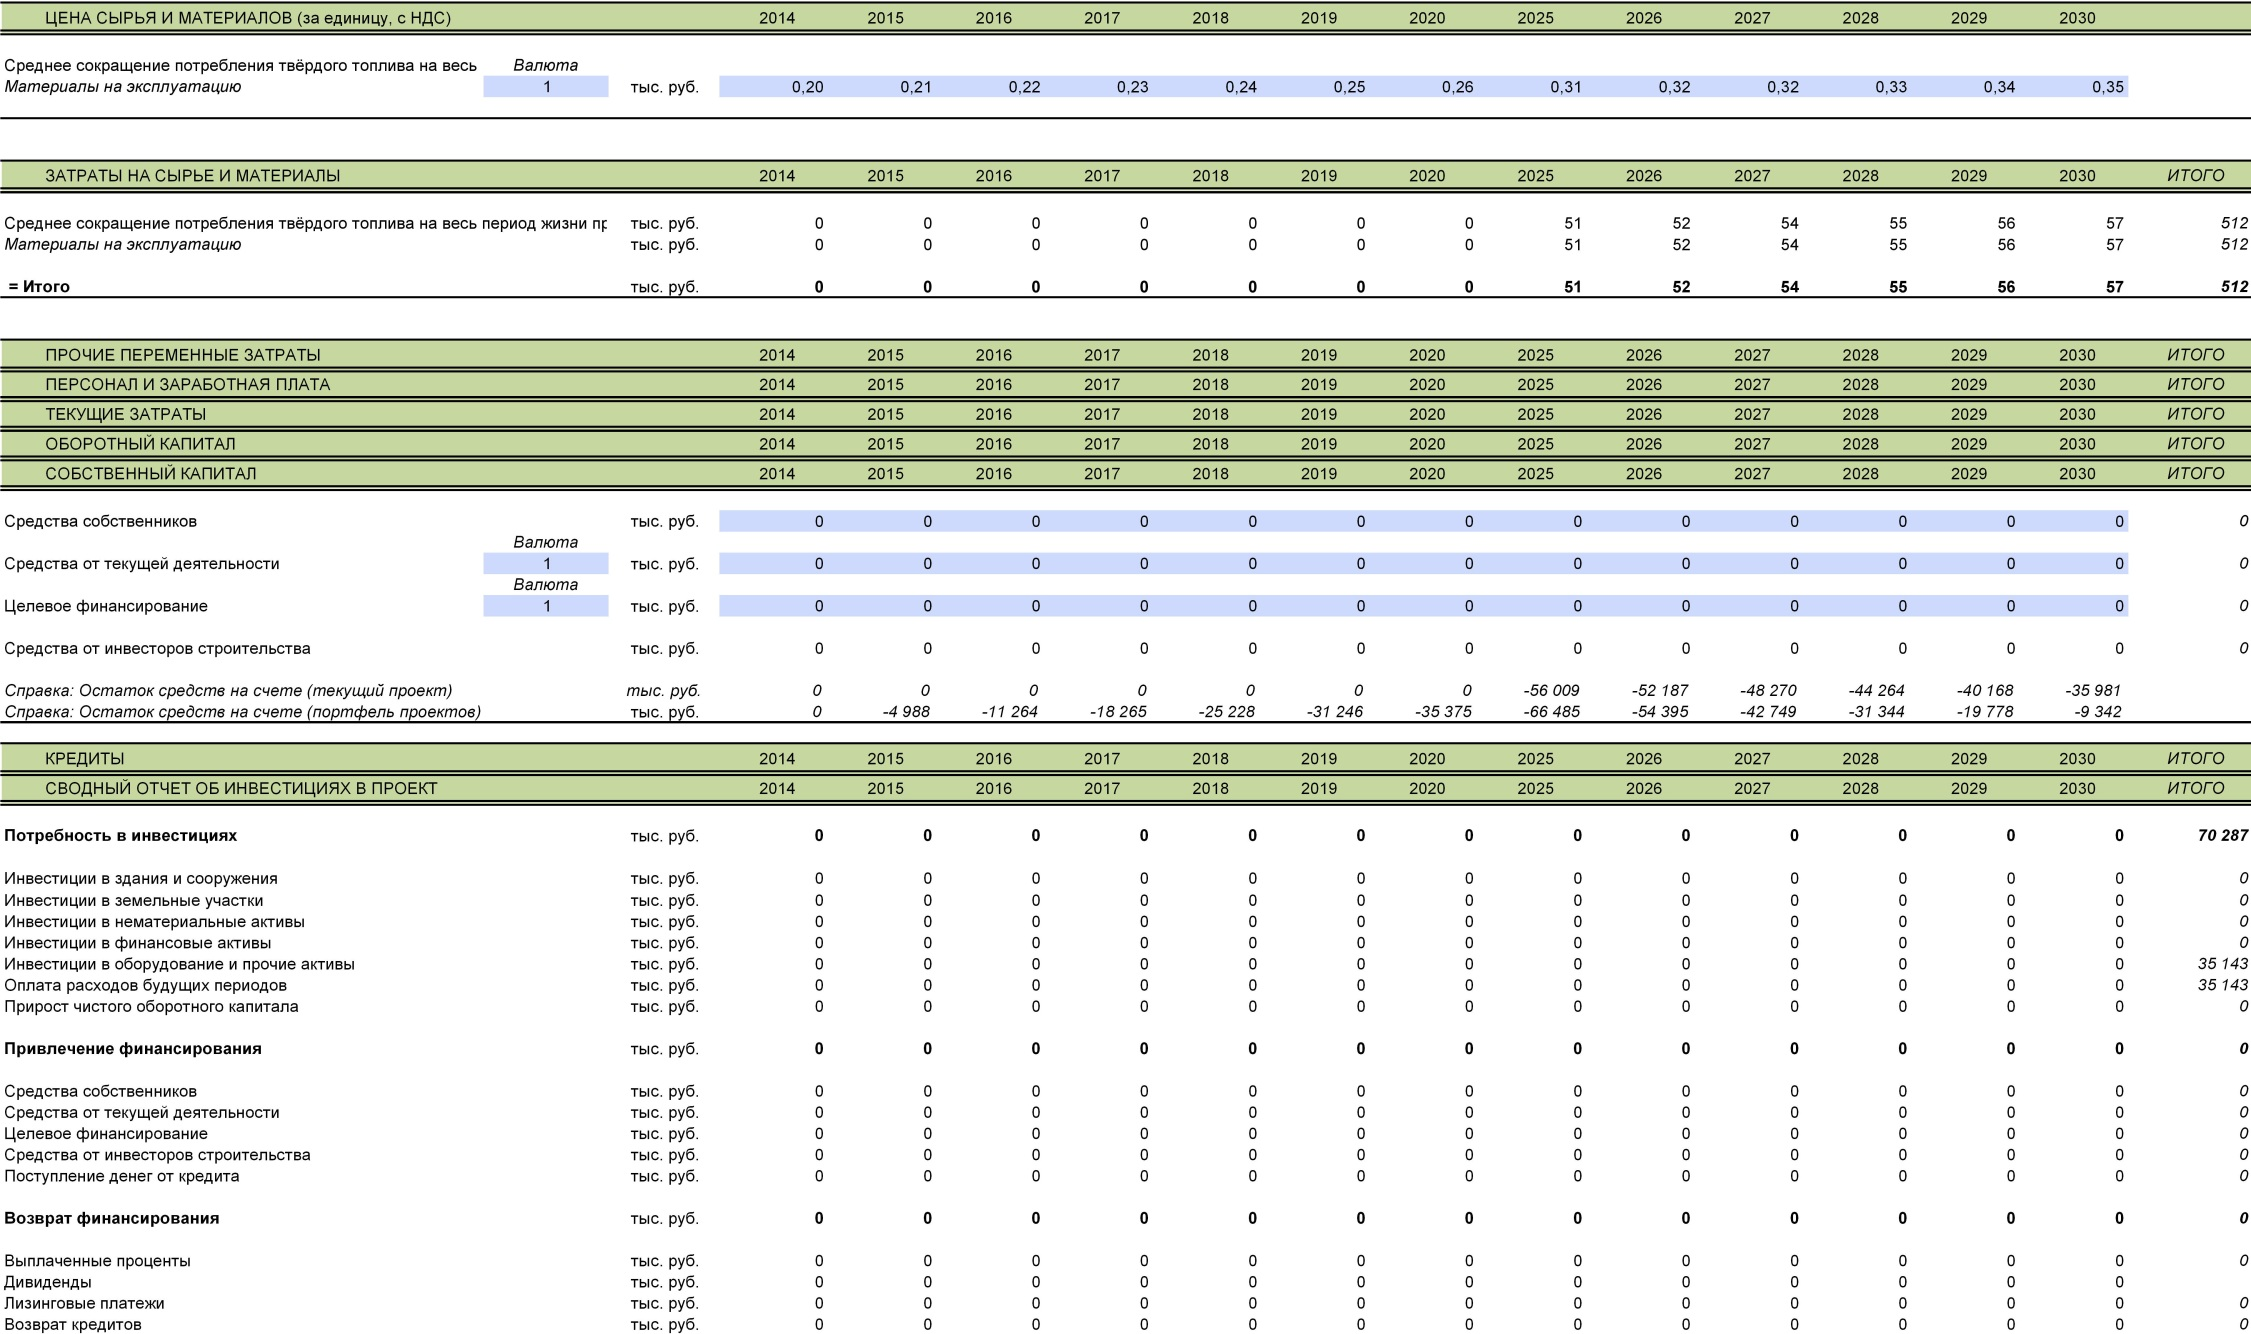 ЦЕНА СЫРЬЯ И МАТЕРИАЛОВ (за единицу, с НДС) 2014 2015 2016 2017 2018 2019 2020 2025 2026 2027 2028 2029 2030
Среднее сокращение потребления твёрдого топлива на весь Валюта
Материалы на эксплуатацию 1 тыс. руб. 0,20 0,21 0,22 0,23 0,24 0,25 0,26 0,31 0,32 0,32 0,33 0,34 0,35
ЗАТРАТЫ НА СЫРЬЕ И МАТЕРИАЛЫ 2014 2015 2016 2017 2018 2019 2020 2025 2026 2027 2028 2029 2030 ИТОГО
Среднее сокращение потребления твёрдого топлива на весь период жизни пр тыс. руб. 0 0 0 0 0 0 0 51 52 54 55 56 57 512
Материалы на эксплуатацию тыс. руб. 0 0 0 0 0 0 0 51 52 54 55 56 57 512
= Итого тыс. руб. 0 0 0 0 0 0 0 51 52 54 55 56 57 512
ПРОЧИЕ ПЕРЕМЕННЫЕ ЗАТРАТЫ 2014 2015 2016 2017 2018 2019 2020 2025 2026 2027 2028 2029 2030 ИТОГО
ПЕРСОНАЛ И ЗАРАБОТНАЯ ПЛАТА 2014 2015 2016 2017 2018 2019 2020 2025 2026 2027 2028 2029 2030 ИТОГО
ТЕКУЩИЕ ЗАТРАТЫ 2014 2015 2016 2017 2018 2019 2020 2025 2026 2027 2028 2029 2030 ИТОГО
ОБОРОТНЫЙ КАПИТАЛ 2014 2015 2016 2017 2018 2019 2020 2025 2026 2027 2028 2029 2030 ИТОГО
СОБСТВЕННЫЙ КАПИТАЛ 2014 2015 2016 2017 2018 2019 2020 2025 2026 2027 2028 2029 2030 ИТОГО
Средства собственников тыс. руб. 0 0 0 0 0 0 0 0 0 0 0 0 0 0
Валюта
Средства от текущей деятельности 1 тыс. руб. 0 0 0 0 0 0 0 0 0 0 0 0 0 0
Валюта
Целевое финансирование 1 тыс. руб. 0 0 0 0 0 0 0 0 0 0 0 0 0 0
Средства от инвесторов строительства тыс. руб. 0 0 0 0 0 0 0 0 0 0 0 0 0 0
Справка: Остаток средств на счете (текущий проект) тыс. руб. 0 0 0 0 0 0 0 -56 009 -52 187 -48 270 -44 264 -40 168 -35 981
Справка: Остаток средств на счете (портфель проектов) тыс. руб. 0 -4 988 -11 264 -18 265 -25 228 -31 246 -35 375 -66 485 -54 395 -42 749 -31 344 -19 778 -9 342
КРЕДИТЫ 2014 2015 2016 2017 2018 2019 2020 2025 2026 2027 2028 2029 2030 ИТОГО
СВОДНЫЙ ОТЧЕТ ОБ ИНВЕСТИЦИЯХ В ПРОЕКТ 2014 2015 2016 2017 2018 2019 2020 2025 2026 2027 2028 2029 2030 ИТОГО
Потребность в инвестициях тыс. руб. 0 0 0 0 0 0 0 0 0 0 0 0 0 70 287
Инвестиции в здания и сооружения тыс. руб. 0 0 0 0 0 0 0 0 0 0 0 0 0 0
Инвестиции в земельные участки тыс. руб. 0 0 0 0 0 0 0 0 0 0 0 0 0 0
Инвестиции в нематериальные активы тыс. руб. 0 0 0 0 0 0 0 0 0 0 0 0 0 0
Инвестиции в финансовые активы тыс. руб. 0 0 0 0 0 0 0 0 0 0 0 0 0 0
Инвестиции в оборудование и прочие активы тыс. руб. 0 0 0 0 0 0 0 0 0 0 0 0 0 35 143
Оплата расходов будущих периодов тыс. руб. 0 0 0 0 0 0 0 0 0 0 0 0 0 35 143
Прирост чистого оборотного капитала тыс. руб. 0 0 0 0 0 0 0 0 0 0 0 0 0 0
Привлечение финансирования тыс. руб. 0 0 0 0 0 0 0 0 0 0 0 0 0 0
Средства собственников тыс. руб. 0 0 0 0 0 0 0 0 0 0 0 0 0 0
Средства от текущей деятельности тыс. руб. 0 0 0 0 0 0 0 0 0 0 0 0 0 0
Целевое финансирование тыс. руб. 0 0 0 0 0 0 0 0 0 0 0 0 0 0
Средства от инвесторов строительства тыс. руб. 0 0 0 0 0 0 0 0 0 0 0 0 0 0
Поступление денег от кредита тыс. руб. 0 0 0 0 0 0 0 0 0 0 0 0 0 0
Возврат финансирования тыс. руб. 0 0 0 0 0 0 0 0 0 0 0 0 0 0
Выплаченные проценты тыс. руб. 0 0 0 0 0 0 0 0 0 0 0 0 0 0
Дивиденды тыс. руб. 0 0 0 0 0 0 0 0 0 0 0 0 0
Лизинговые платежи тыс. руб. 0 0 0 0 0 0 0 0 0 0 0 0 0 0
Возврат кредитов тыс. руб. 0 0 0 0 0 0 0 0 0 0 0 0 0 0